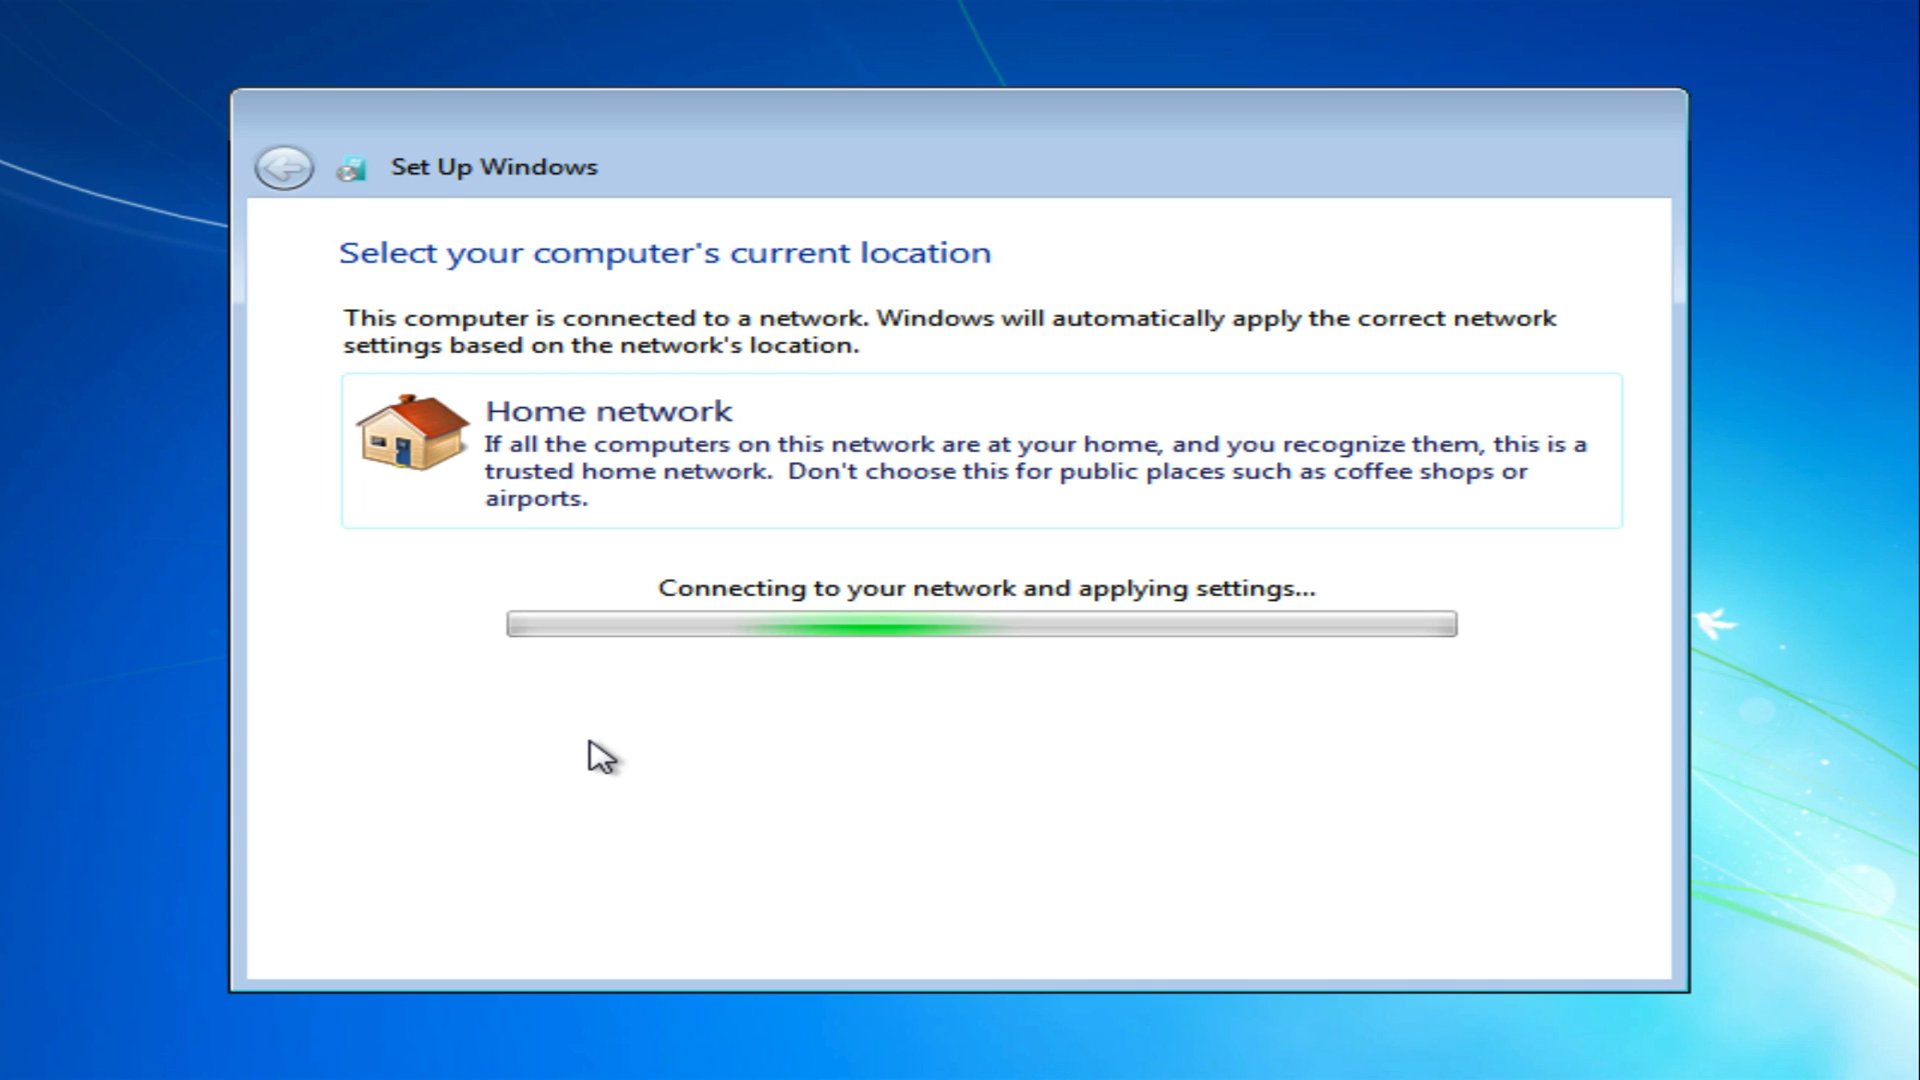 Set Up Windows
Select your computer's current location
This computer is connected to a network. Windows will automatically apply the correct network
settings based on the network's location.
Home network
If all the computers on this network are at your home, and you recognize them, this is a
trusted home network.  Don't choose this for public places such as coffee shops or
airports.
Connecting to your network and applying settings...